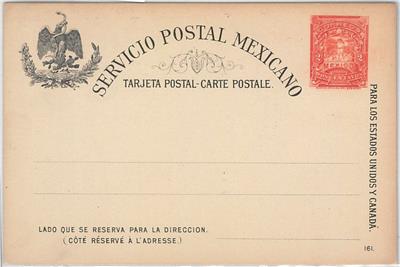 SERVICIO POSTAL MEXICANO
TARJETA POSTAL-CARTE POSTALE.
PARA LOS ESTADOS UNIDOS Y CANADÁ.
LADO QUE SE RESERVA PARA LA DIRECCION.
(CÔTÉ RÉSERVÉ À L'ADRESSE.)
161.